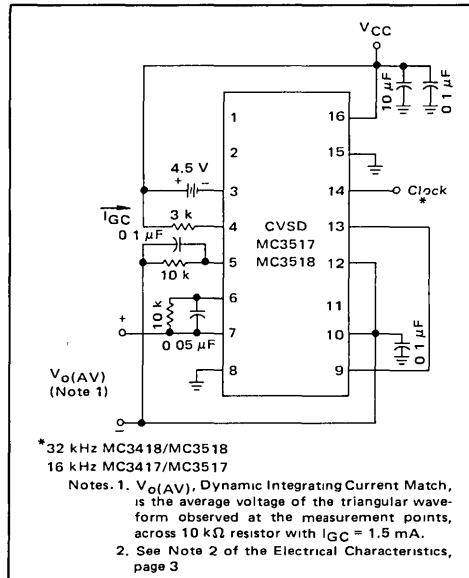 VCC
10 μF
0 1 μF
1
16
2
15
4.5 V
+ −
3
14
Clock
*
IGC
3 k
4
CVSD
13
0 1 μF
MC3517
5
MC3518
12
10 k
6
11
10 k
+
7
10
0 05 μF
0 1 μF
Vo(AV)
(Note 1)
8
9
−
*32 kHz MC3418/MC3518
16 kHz MC3417/MC3517
Notes. 1. Vo(AV), Dynamic Integrating Current Match,
is the average voltage of the triangular wave-
form observed at the measurement points,
across 10 kΩ resistor with IGC = 1.5 mA.
2. See Note 2 of the Electrical Characteristics,
page 3